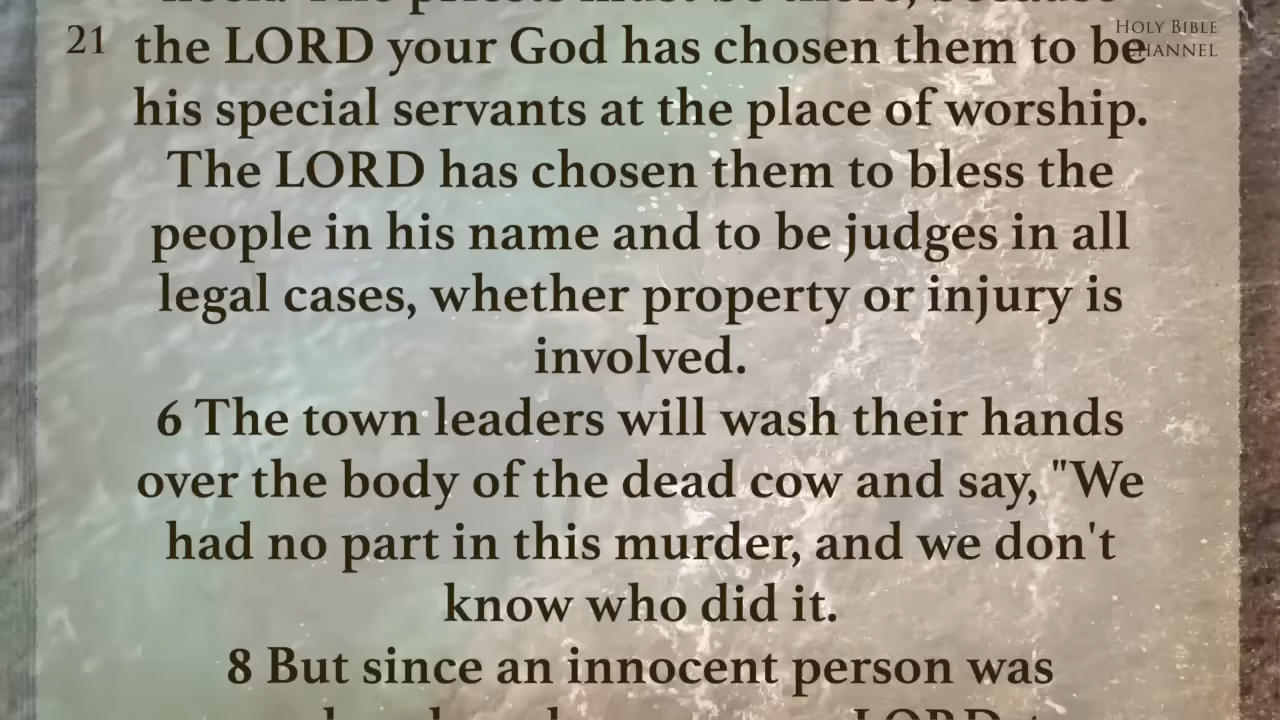 21
HOLY BIBLE
CHANNEL
the LORD your God has chosen them to be
his special servants at the place of worship.
The LORD has chosen them to bless the
people in his name and to be judges in all
legal cases, whether property or injury is
involved.
6 The town leaders will wash their hands
over the body of the dead cow and say, "We
had no part in this murder, and we don't
know who did it.
8 But since an innocent person was